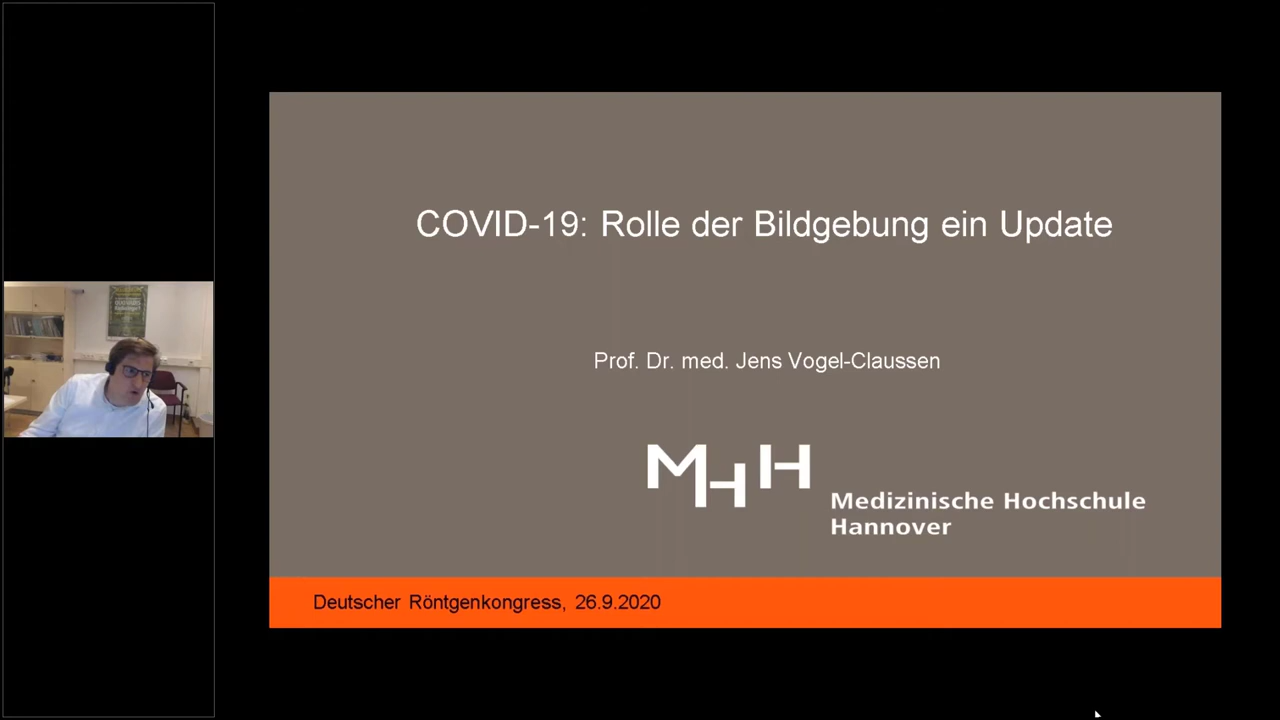 COVID-19: Rolle der Bildgebung ein Update
Prof. Dr. med. Jens Vogel-Claussen
MHH
Medizinische Hochschule
Hannover
Deutscher Röntgenkongress, 26.9.2020